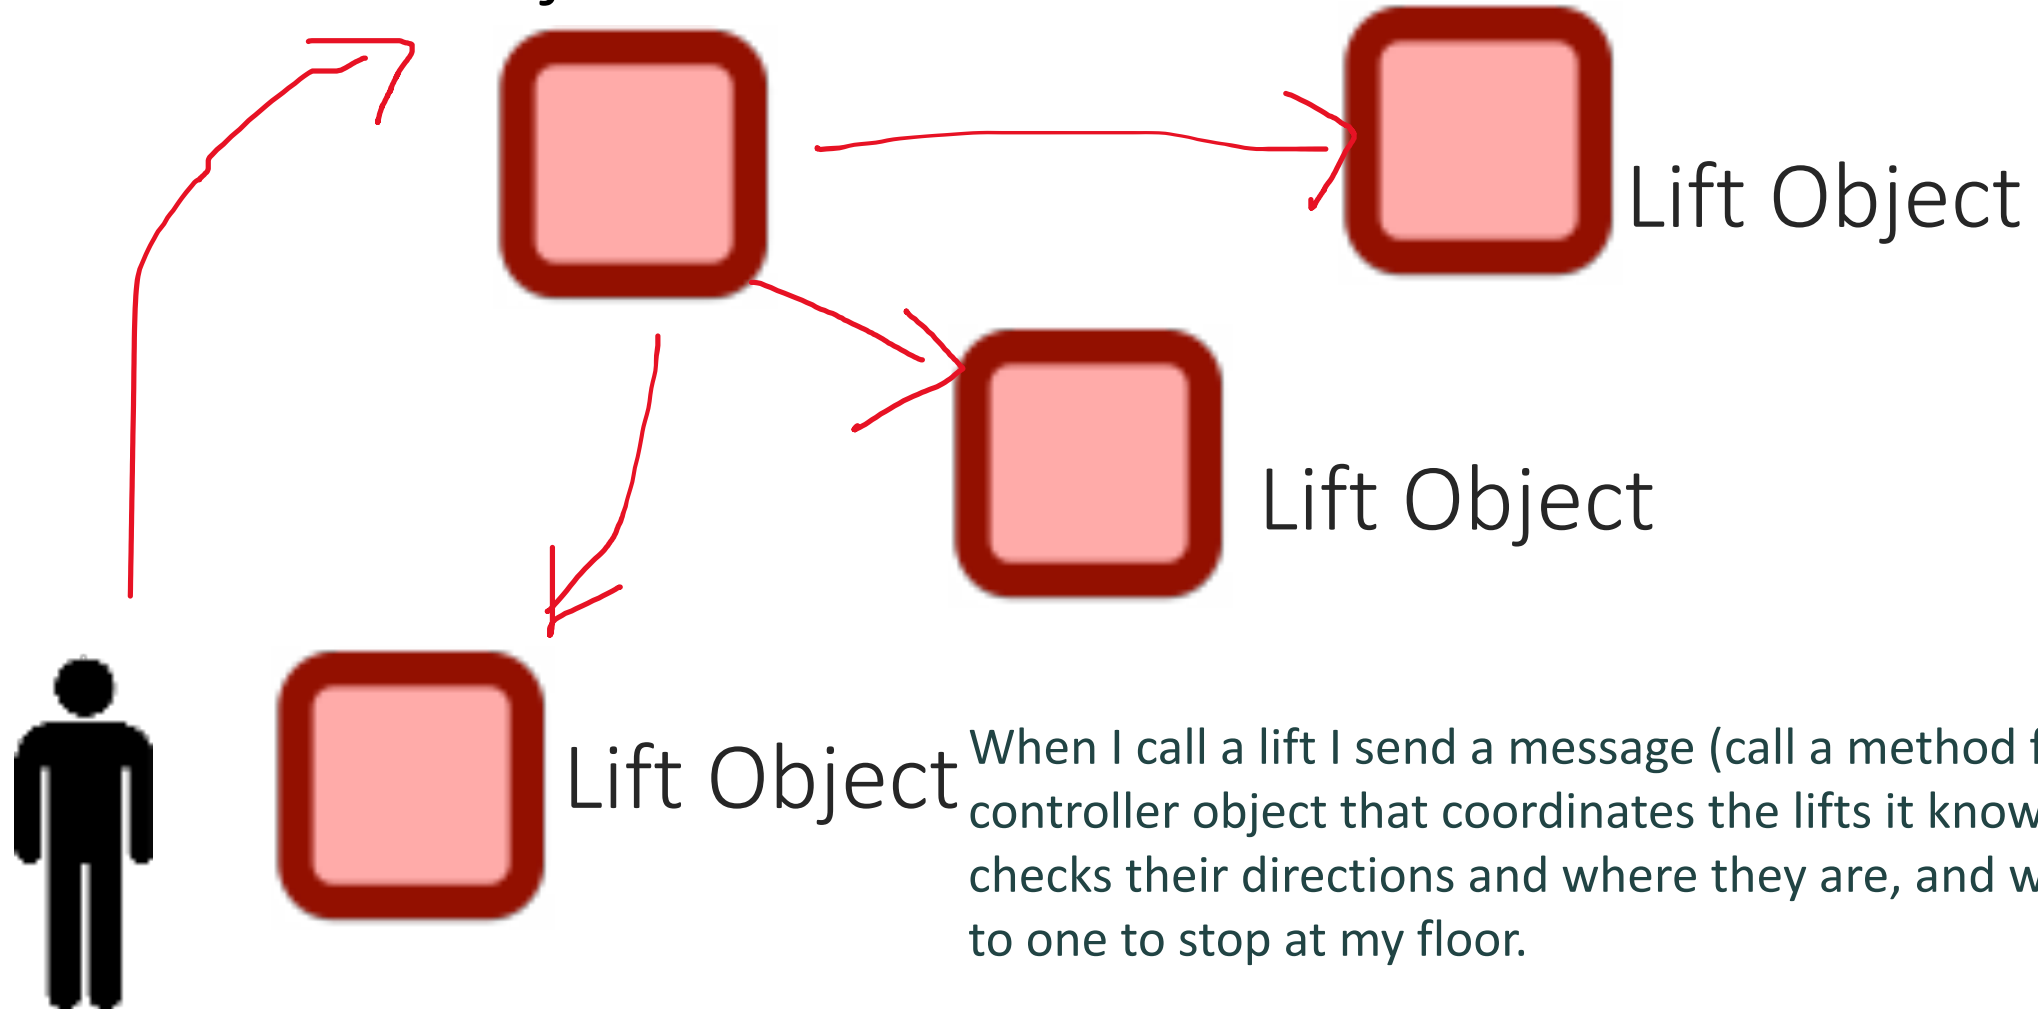 Lift Object
Lift Object
Lift Object
When I call a lift I send a message (call a method
controller object that coordinates the lifts it know
checks their directions and where they are, and
to one to stop at my floor.